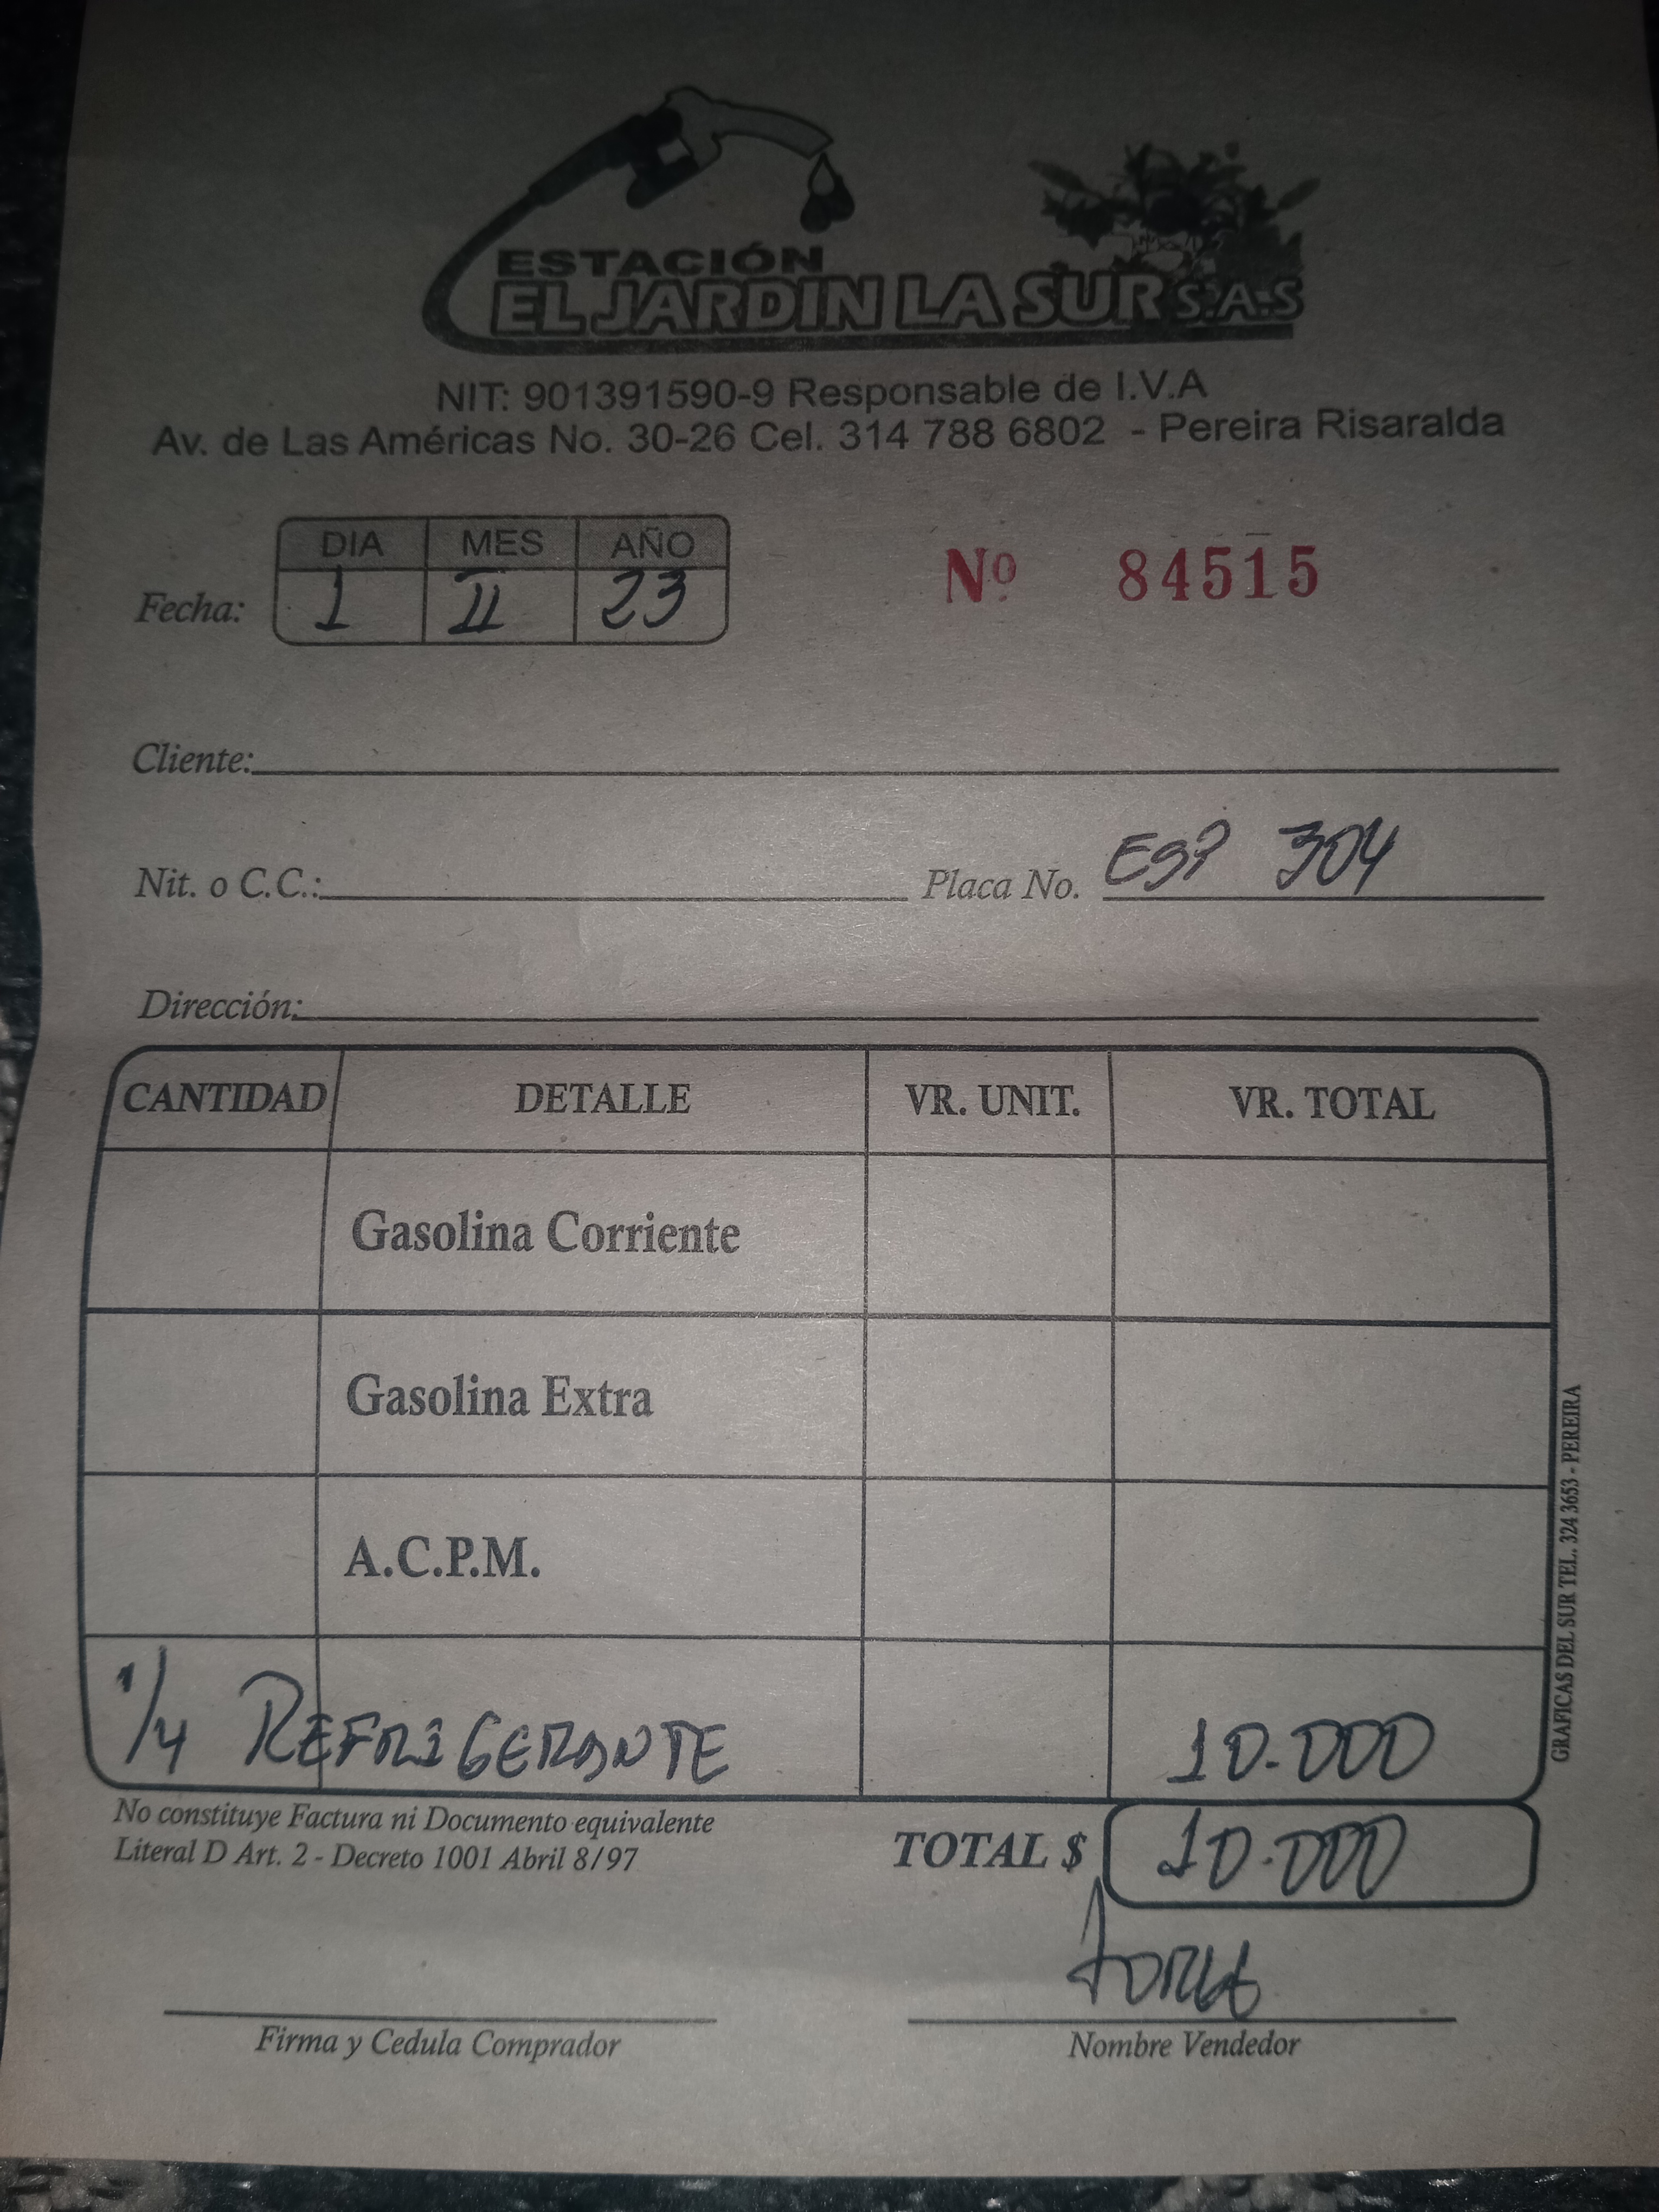 ESTACIÓN
EL JARDIN LA SUR S.A.S
NIT: 901391590-9 Responsable de I.V.A
Av. de Las Américas No. 30-26 Cel. 314 788 6802 - Pereira Risaralda
DIA MES AÑO
Fecha: 1 II 23
Nº 84515
Cliente:
Nit. o C.C.: Placa No. ESP 304
Dirección:
CANTIDAD DETALLE VR. UNIT. VR. TOTAL
Gasolina Corriente
Gasolina Extra
A.C.P.M.
1/4 REFRIGERANTE 10.000
No constituye Factura ni Documento equivalente
Literal D Art. 2 - Decreto 1001 Abril 8/97
TOTAL $ 10.000
JORGE
Firma y Cedula Comprador Nombre Vendedor
GRAFICAS DEL SUR TEL. 324 3653 - PEREIRA